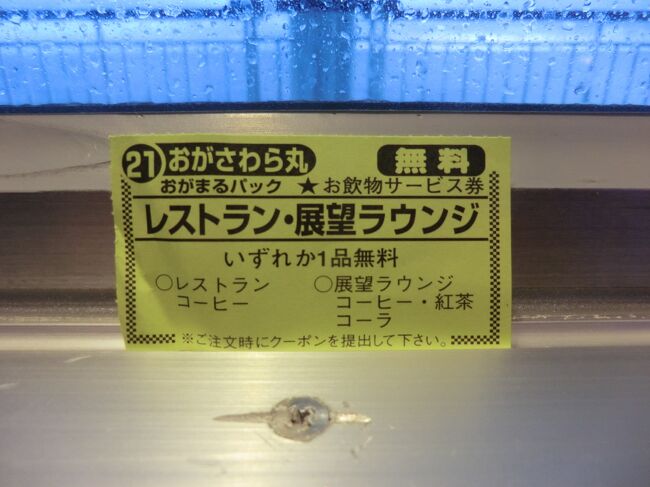 21 おがさわら丸 無料
おがまるパック ★お飲物サービス券
レストラン・展望ラウンジ
いずれか1品無料
○レストラン ○展望ラウンジ
コーヒー コーヒー・紅茶
コーラ
※ご注文時にクーポンを提出して下さい。